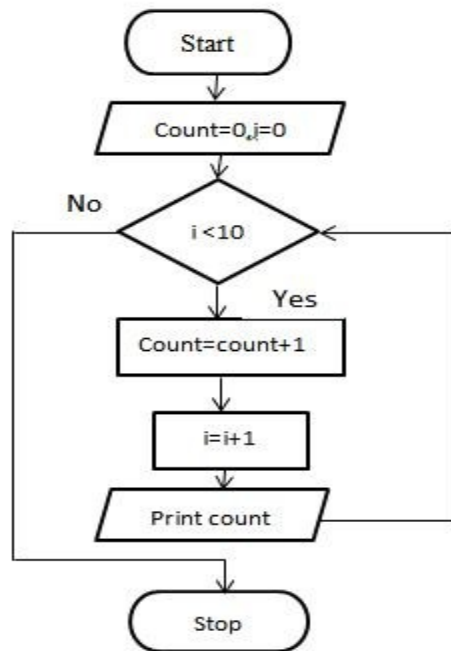 Start
Count=0,i=0
No
i <10
Yes
Count=count+1
i=i+1
Print count
Stop